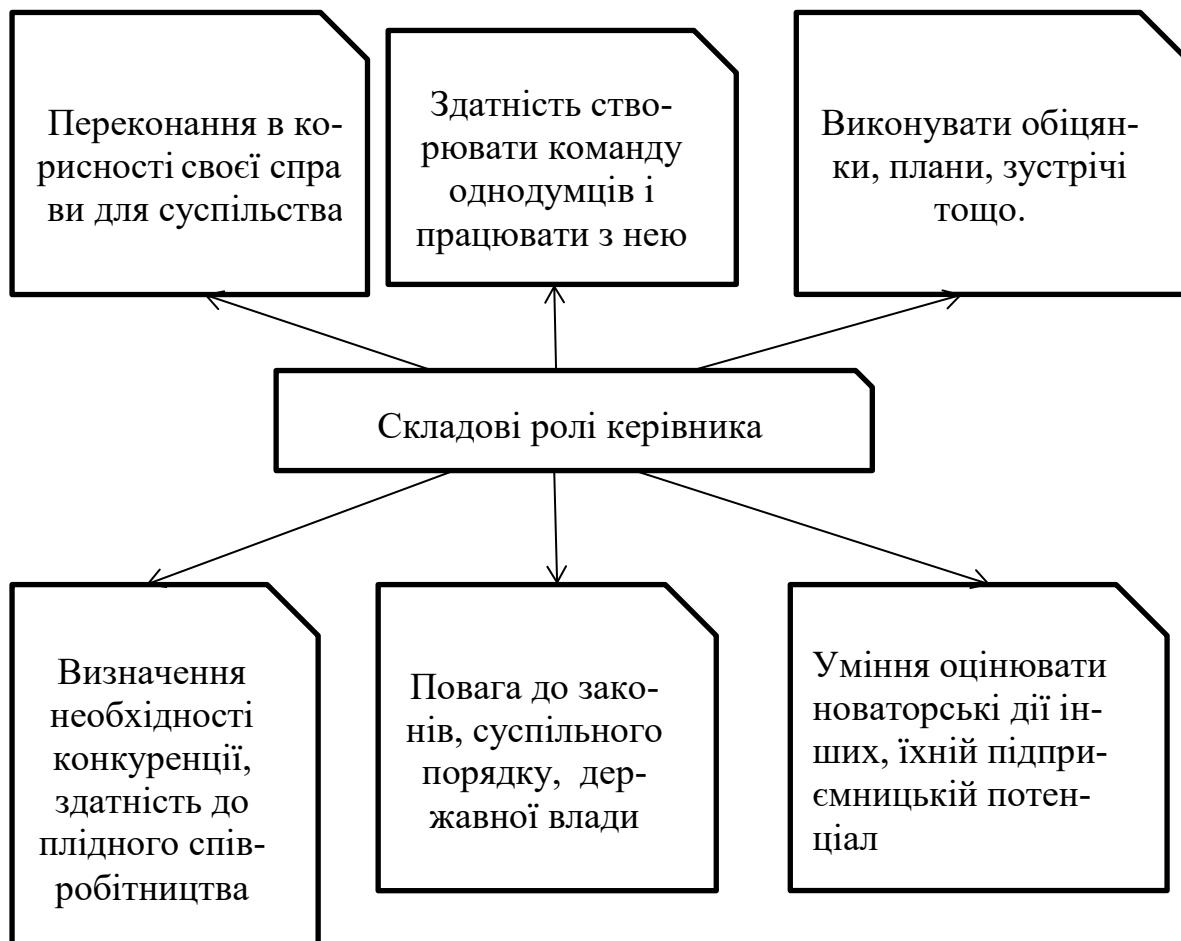 Переконання в ко-
рисності своєї спра
ви для суспільства
Здатність ство-
рювати команду
однодумців і
працювати з нею
Виконувати обіцян-
ки, плани, зустрічі
тощо.
Складові ролі керівника
Визначення
необхідності
конкуренції,
здатність до
плідного спів-
робітництва
Повага до зако-
нів, суспільного
порядку, дер-
жавної влади
Уміння оцінювати
новаторські дії ін-
ших, їхній підпри-
ємницькій потен-
ціал